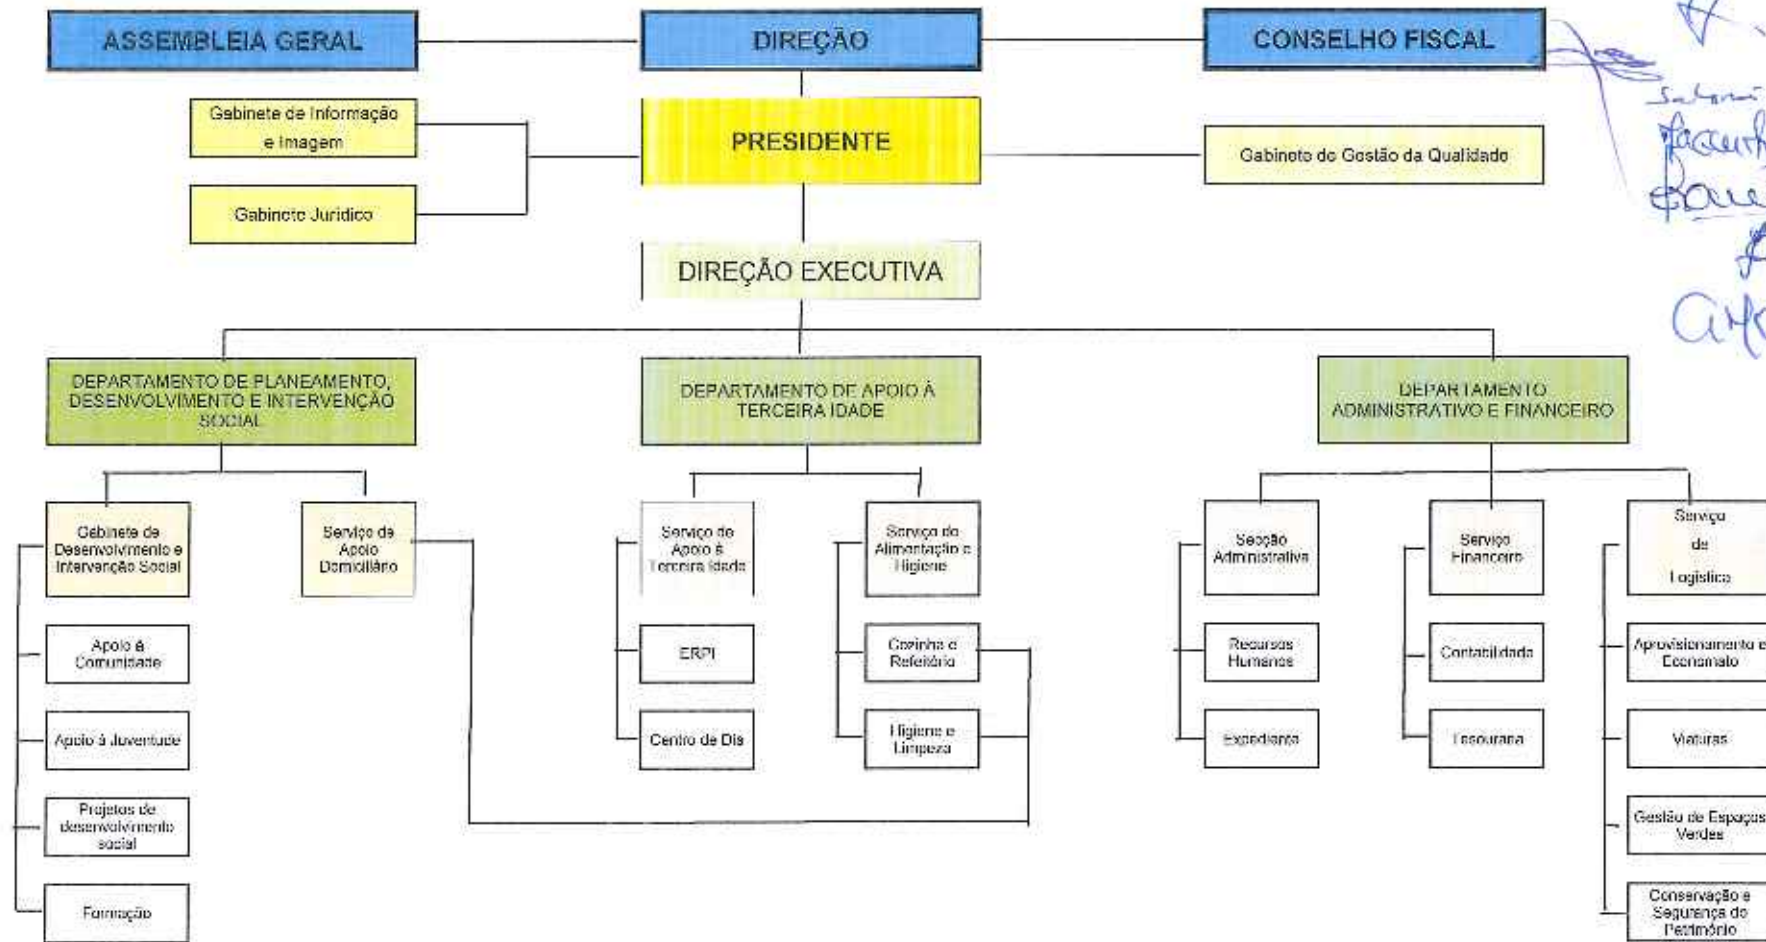 ASSEMBLEIA GERAL
DIREÇÃO
CONSELHO FISCAL
Gabinete de Informação
e Imagem
PRESIDENTE
Gabinete de Gestão da Qualidade
Gabinete Jurídico
DIREÇÃO EXECUTIVA
DEPARTAMENTO DE PLANEAMENTO,
DESENVOLVIMENTO E INTERVENÇÃO
SOCIAL
DEPARTAMENTO DE APOIO À
TERCEIRA IDADE
DEPARTAMENTO
ADMINISTRATIVO E FINANCEIRO
Gabinete de
Desenvolvimento e
Intervenção Social
Serviço de
Apoio
Domiciliário
Serviço de
Apoio à
Terceira Idade
Serviço de
Alimentação e
Higiene
Secção
Administrativa
Serviço
Financeiro
Serviço
de
Logística
Apoio à
Comunidade
ERPI
Cozinha e
Refeitório
Recursos
Humanos
Contabilidade
Aprovisionamento e
Economato
Apoio à Juventude
Centro de Dia
Higiene e
Limpeza
Expediente
Tesouraria
Viaturas
Projetos de
desenvolvimento
social
Gestão de Espaços
Verdes
Formação
Conservação e
Segurança do
Património